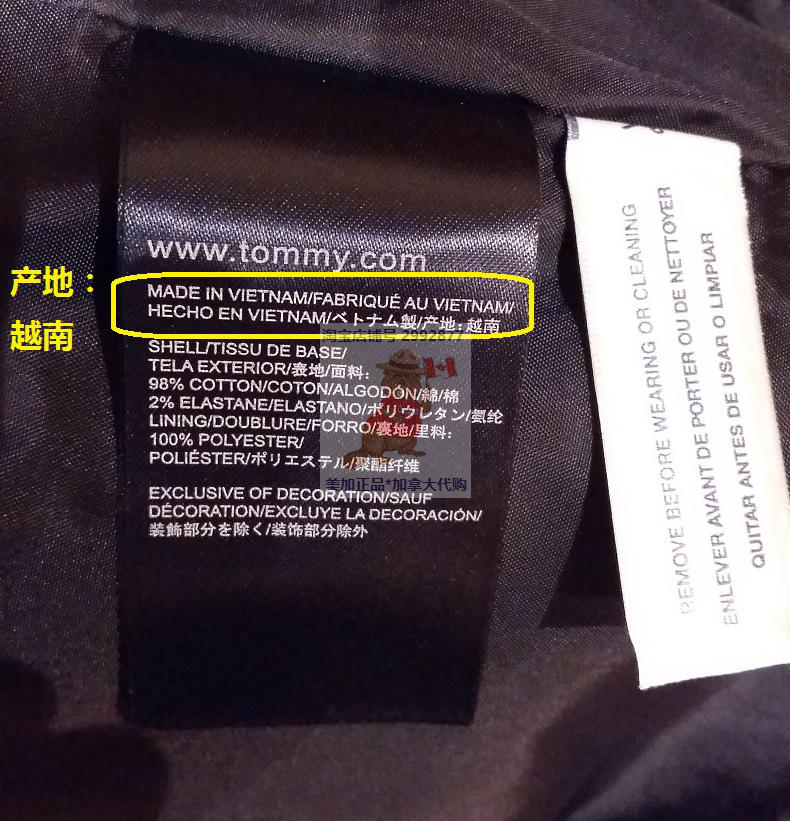 www.tommy.com
产地：
越南
MADE IN VIETNAM/FABRIQUÉ AU VIETNAM/
HECHO EN VIETNAM/ベトナム製/产地: 越南
淘宝店铺号 2992877
SHELL/TISSU DE BASE/
TELA EXTERIOR/表地/面料:
98% COTTON/COTON/ALGODÓN/綿/棉
2% ELASTANE/ELASTANO/ポリウレタン/氨纶
LINING/DOUBLURE/FORRO/裏地/里料:
100% POLYESTER/
POLIÉSTER/ポリエステル/聚酯纤维
美加正品*加拿大代购
EXCLUSIVE OF DECORATION/SAUF
DÉCORATION/EXCLUYE LA DECORACIÓN/
装飾部分を除く/装饰部分除外
REMOVE BEFORE WEARING OR CLEANING
ENLEVER AVANT DE PORTER OU DE NETTOYER
QUITAR ANTES DE USAR O LIMPIAR